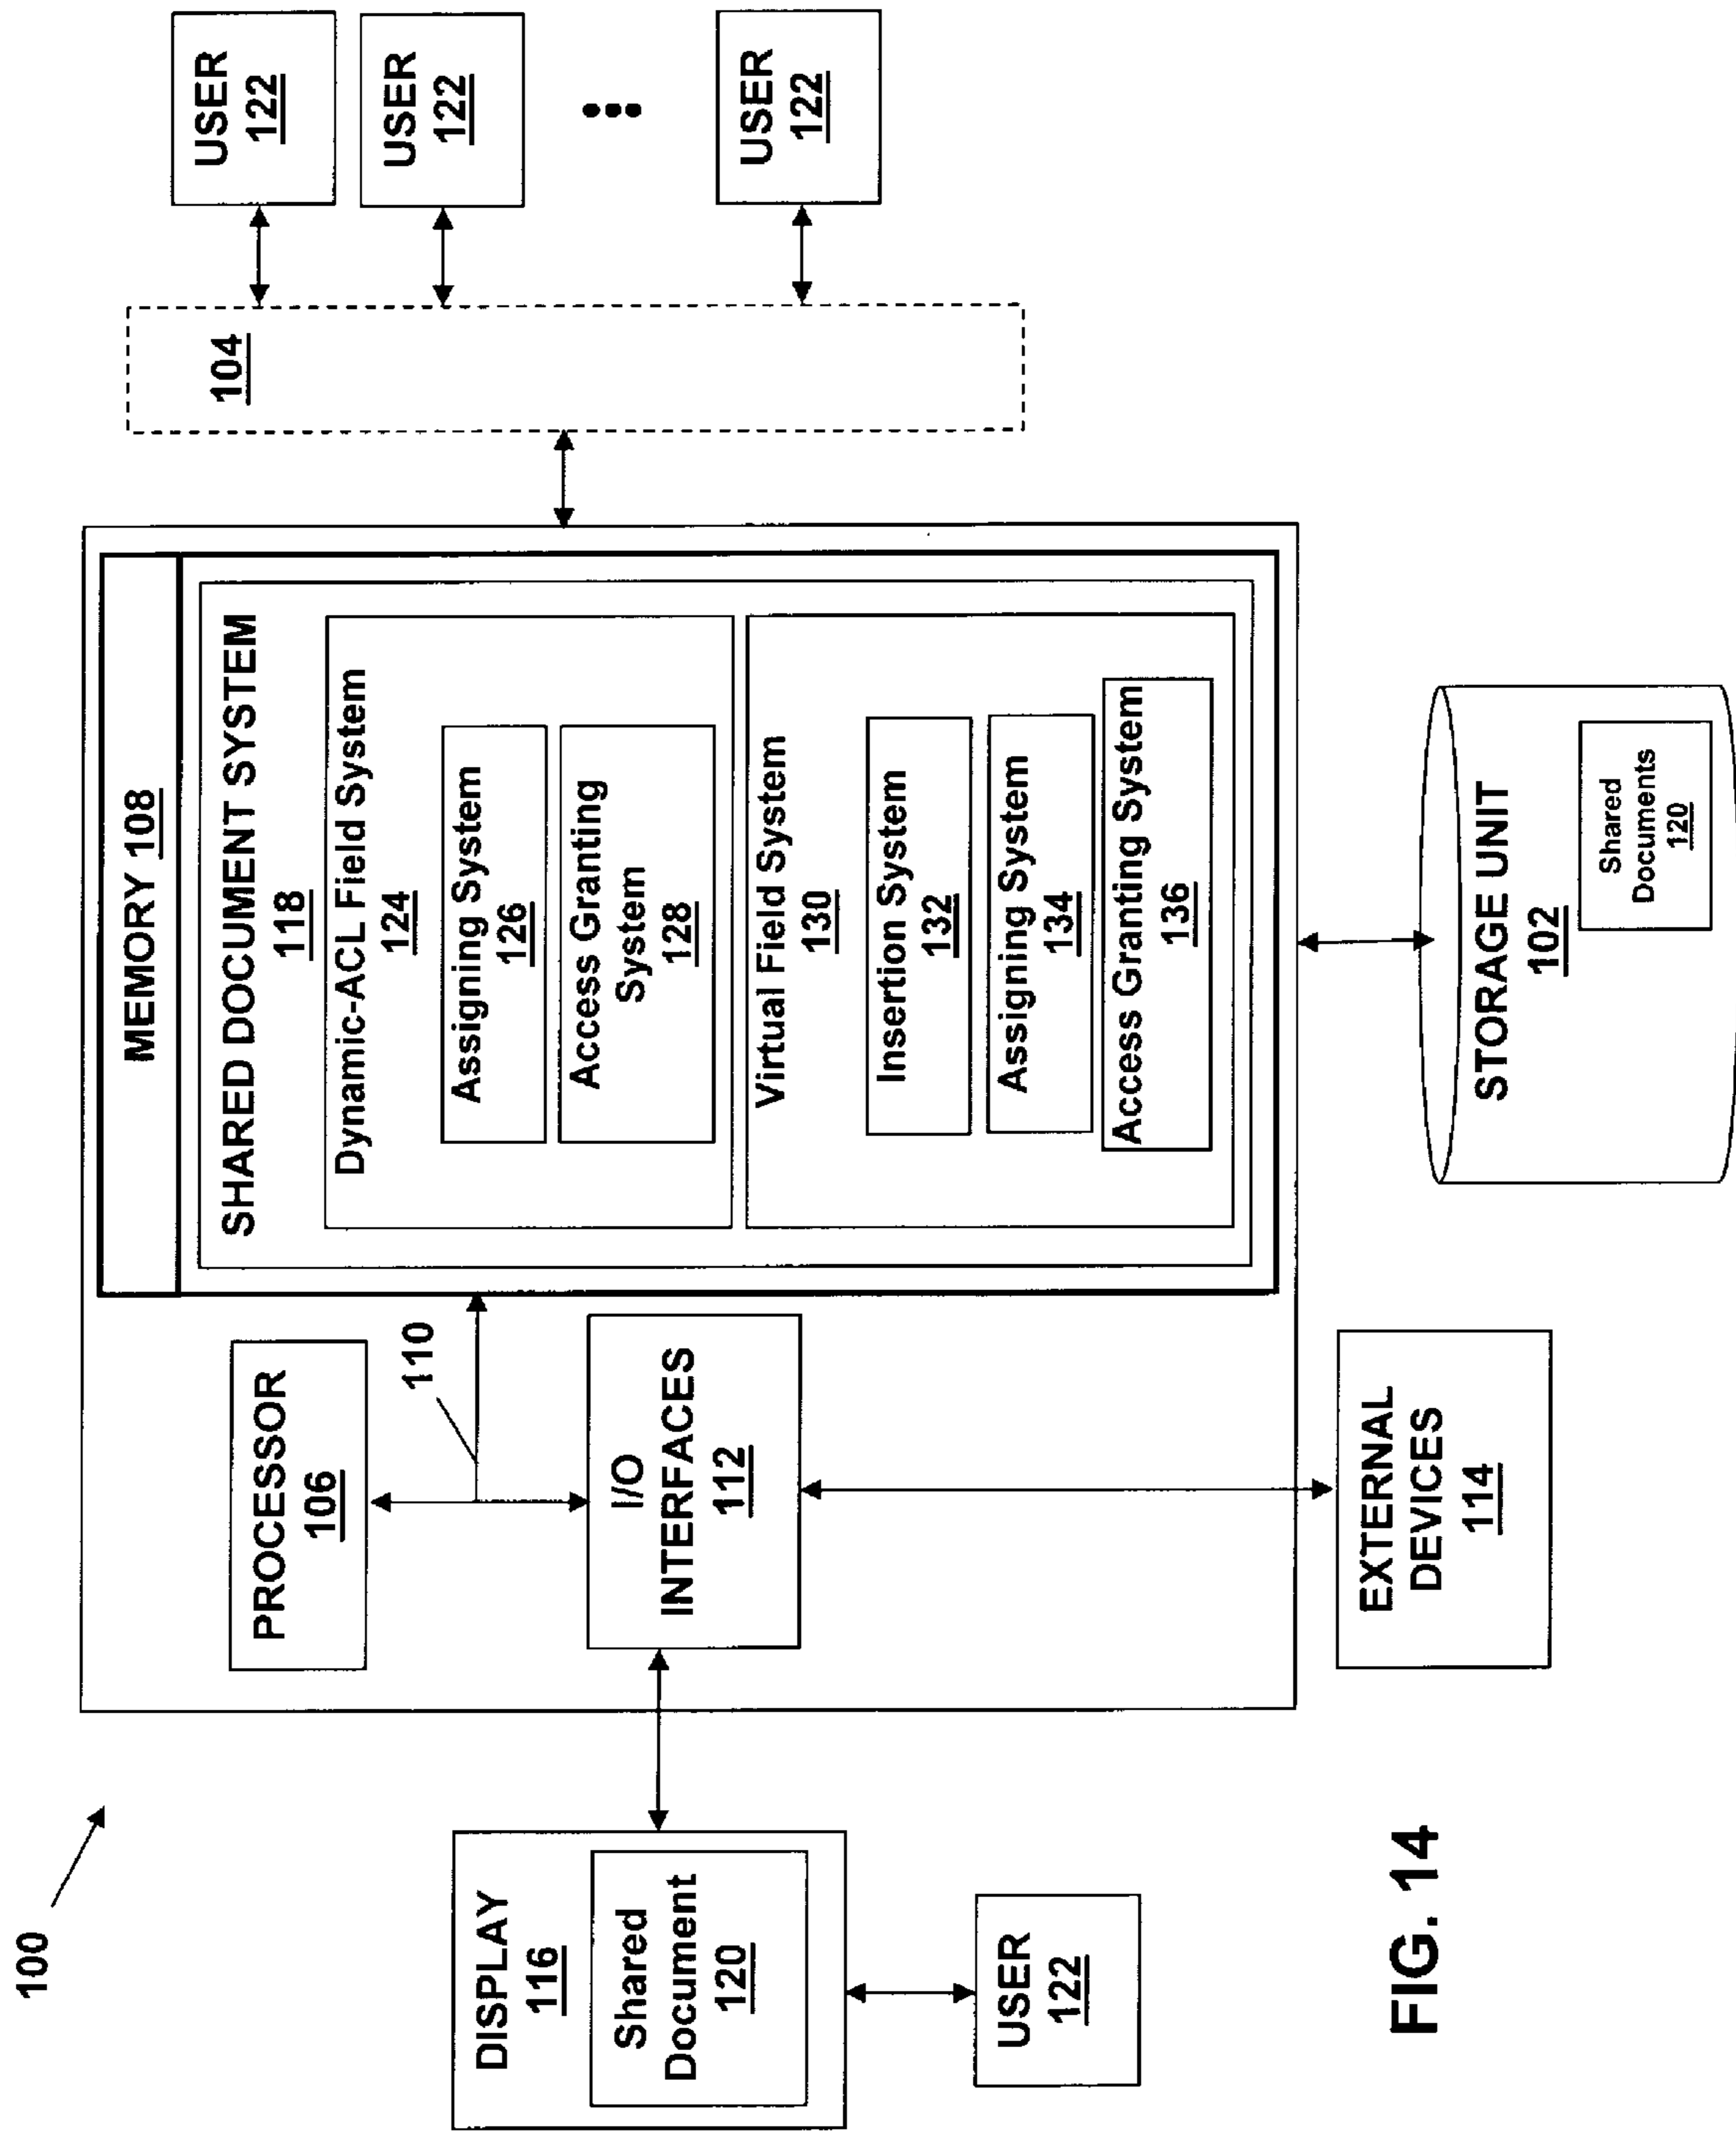 100
MEMORY 108
SHARED DOCUMENT SYSTEM
118
Dynamic-ACL Field System
124
Assigning System
126
Access Granting
System
128
Virtual Field System
130
Insertion System
132
Assigning System
134
Access Granting System
136
PROCESSOR
106
110
I/O
INTERFACES
112
DISPLAY
116
Shared
Document
120
USER
122
EXTERNAL
DEVICES
114
STORAGE UNIT
102
Shared
Documents
120
104
USER
122
USER
122
USER
122
FIG. 14